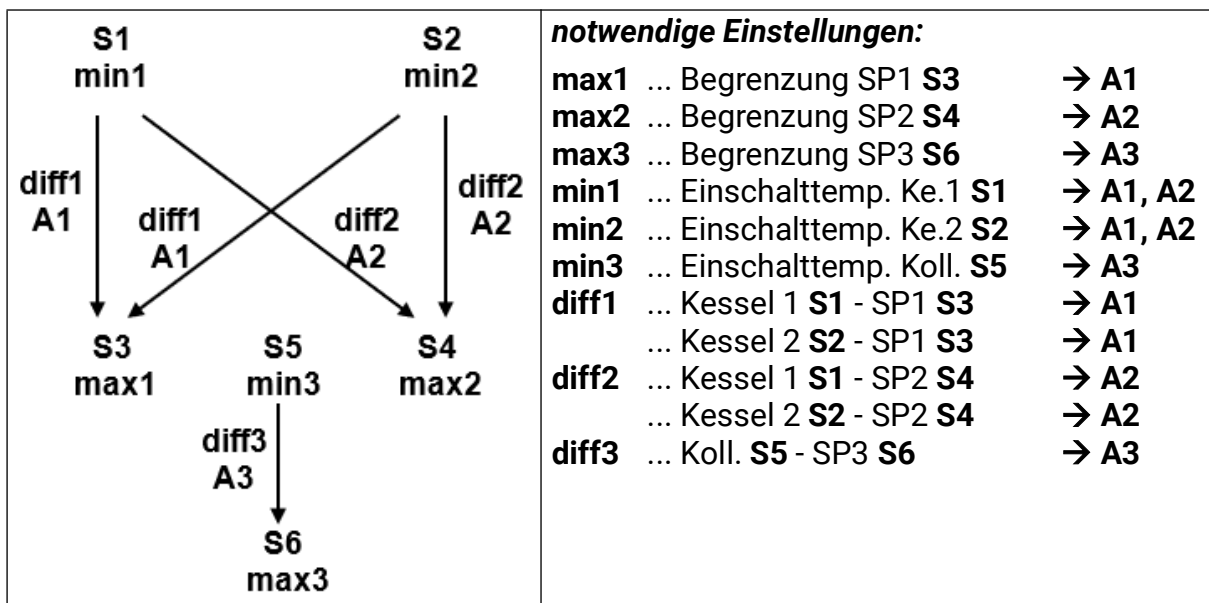 S1 S2
min1 min2
diff1 diff1 diff2 diff2
A1 A1 A2 A2
S3 S5 S4
max1 min3 max2
diff3
A3
S6
max3
notwendige Einstellungen:
max1 ... Begrenzung SP1 S3 → A1
max2 ... Begrenzung SP2 S4 → A2
max3 ... Begrenzung SP3 S6 → A3
min1 ... Einschalttemp. Ke.1 S1 → A1, A2
min2 ... Einschalttemp. Ke.2 S2 → A1, A2
min3 ... Einschalttemp. Koll. S5 → A3
diff1 ... Kessel 1 S1 - SP1 S3 → A1
... Kessel 2 S2 - SP1 S3 → A1
diff2 ... Kessel 1 S1 - SP2 S4 → A2
... Kessel 2 S2 - SP2 S4 → A2
diff3 ... Koll. S5 - SP3 S6 → A3